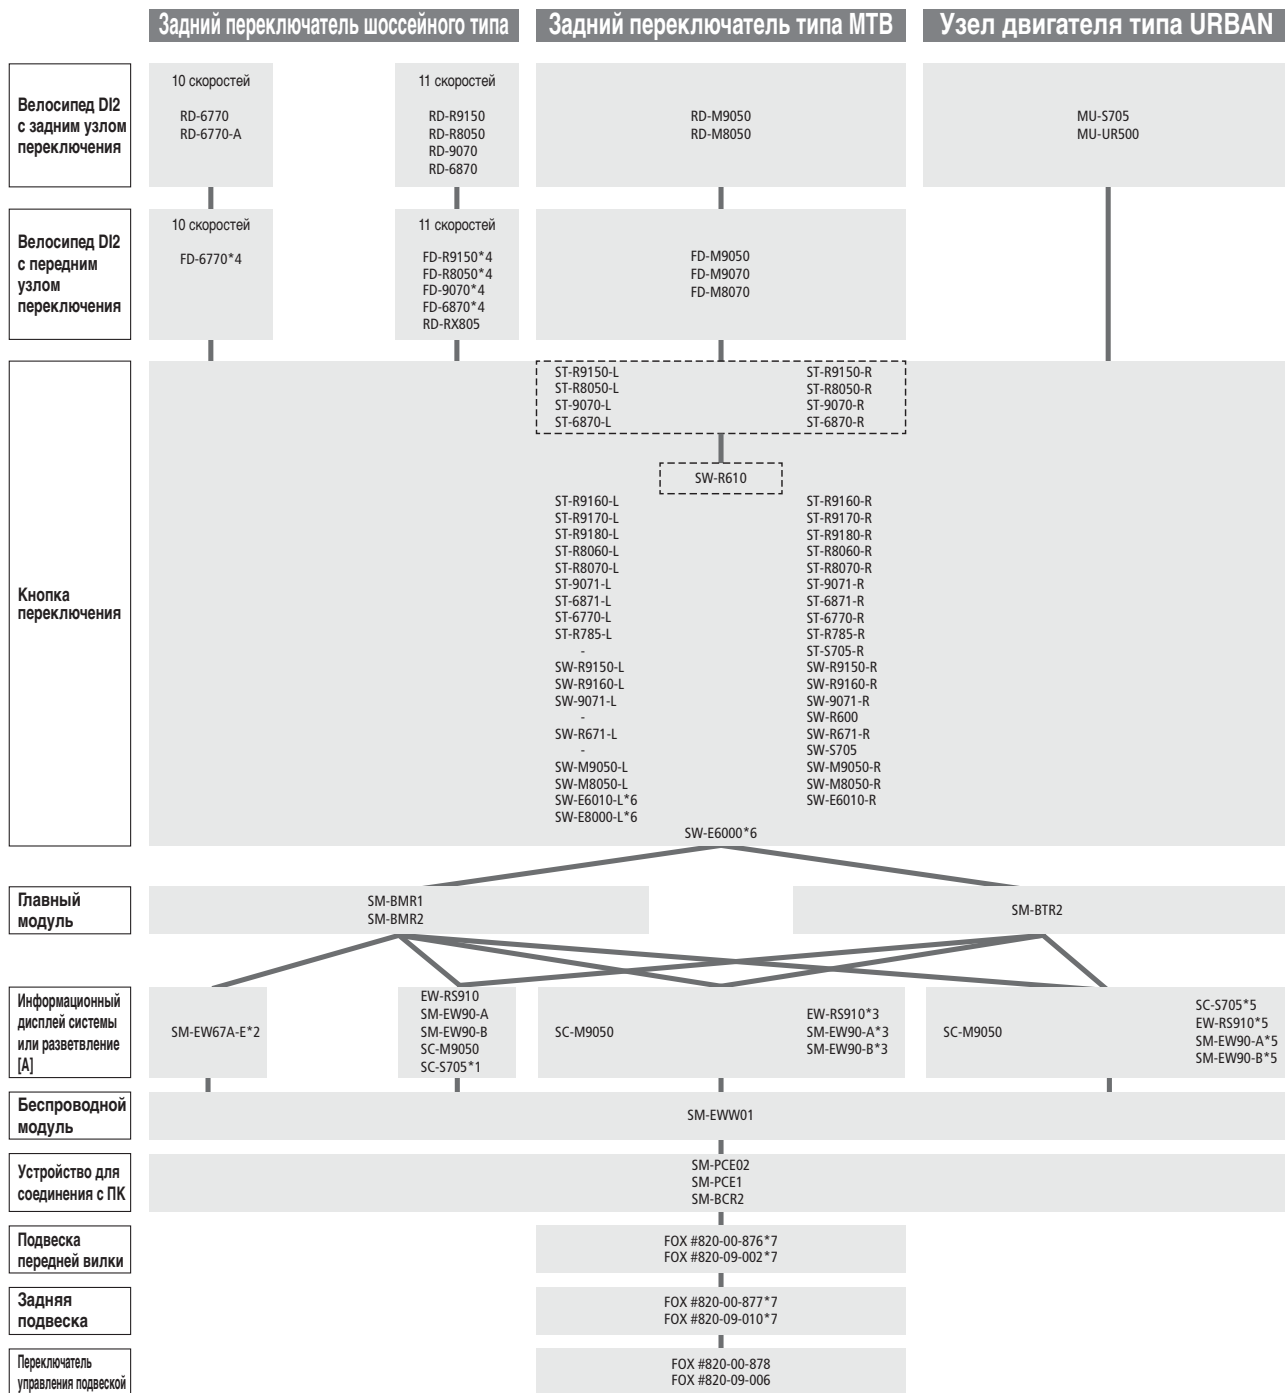 Задний переключатель шоссейного типа
Задний переключатель типа MTB
Узел двигателя типа URBAN
Велосипед DI2
с задним узлом
переключения
10 скоростей
RD-6770
RD-6770-A
11 скоростей
RD-R9150
RD-R8050
RD-9070
RD-6870
RD-M9050
RD-M8050
MU-S705
MU-UR500
Велосипед DI2
с передним
узлом
переключения
10 скоростей
FD-6770*4
11 скоростей
FD-R9150*4
FD-R8050*4
FD-9070*4
FD-6870*4
RD-RX805
FD-M9050
FD-M9070
FD-M8070
Кнопка
переключения
ST-R9150-L
ST-R8050-L
ST-9070-L
ST-6870-L
ST-R9150-R
ST-R8050-R
ST-9070-R
ST-6870-R
SW-R610
ST-R9160-L
ST-R9170-L
ST-R9180-L
ST-R8060-L
ST-R8070-L
ST-9071-L
ST-6871-L
ST-6770-L
ST-R785-L
-
SW-R9150-L
SW-R9160-L
SW-9071-L
-
SW-R671-L
-
SW-M9050-L
SW-M8050-L
SW-E6010-L*6
SW-E8000-L*6
ST-R9160-R
ST-R9170-R
ST-R9180-R
ST-R8060-R
ST-R8070-R
ST-9071-R
ST-6871-R
ST-6770-R
ST-R785-R
ST-S705-R
SW-R9150-R
SW-R9160-R
SW-9071-R
SW-R600
SW-R671-R
SW-S705
SW-M9050-R
SW-M8050-R
SW-E6010-R
SW-E6000*6
Главный
модуль
SM-BMR1
SM-BMR2
SM-BTR2
Информационный
дисплей системы
или разветвление
[A]
SM-EW67A-E*2
EW-RS910
SM-EW90-A
SM-EW90-B
SC-M9050
SC-S705*1
SC-M9050
EW-RS910*3
SM-EW90-A*3
SM-EW90-B*3
SC-M9050
SC-S705*5
EW-RS910*5
SM-EW90-A*5
SM-EW90-B*5
Беспроводной
модуль
SM-EWW01
Устройство для
соединения с ПК
SM-PCE02
SM-PCE1
SM-BCR2
Подвеска
передней вилки
FOX #820-00-876*7
FOX #820-09-002*7
Задняя
подвеска
FOX #820-00-877*7
FOX #820-09-010*7
Переключатель
управления подвеской
FOX #820-00-878
FOX #820-09-006